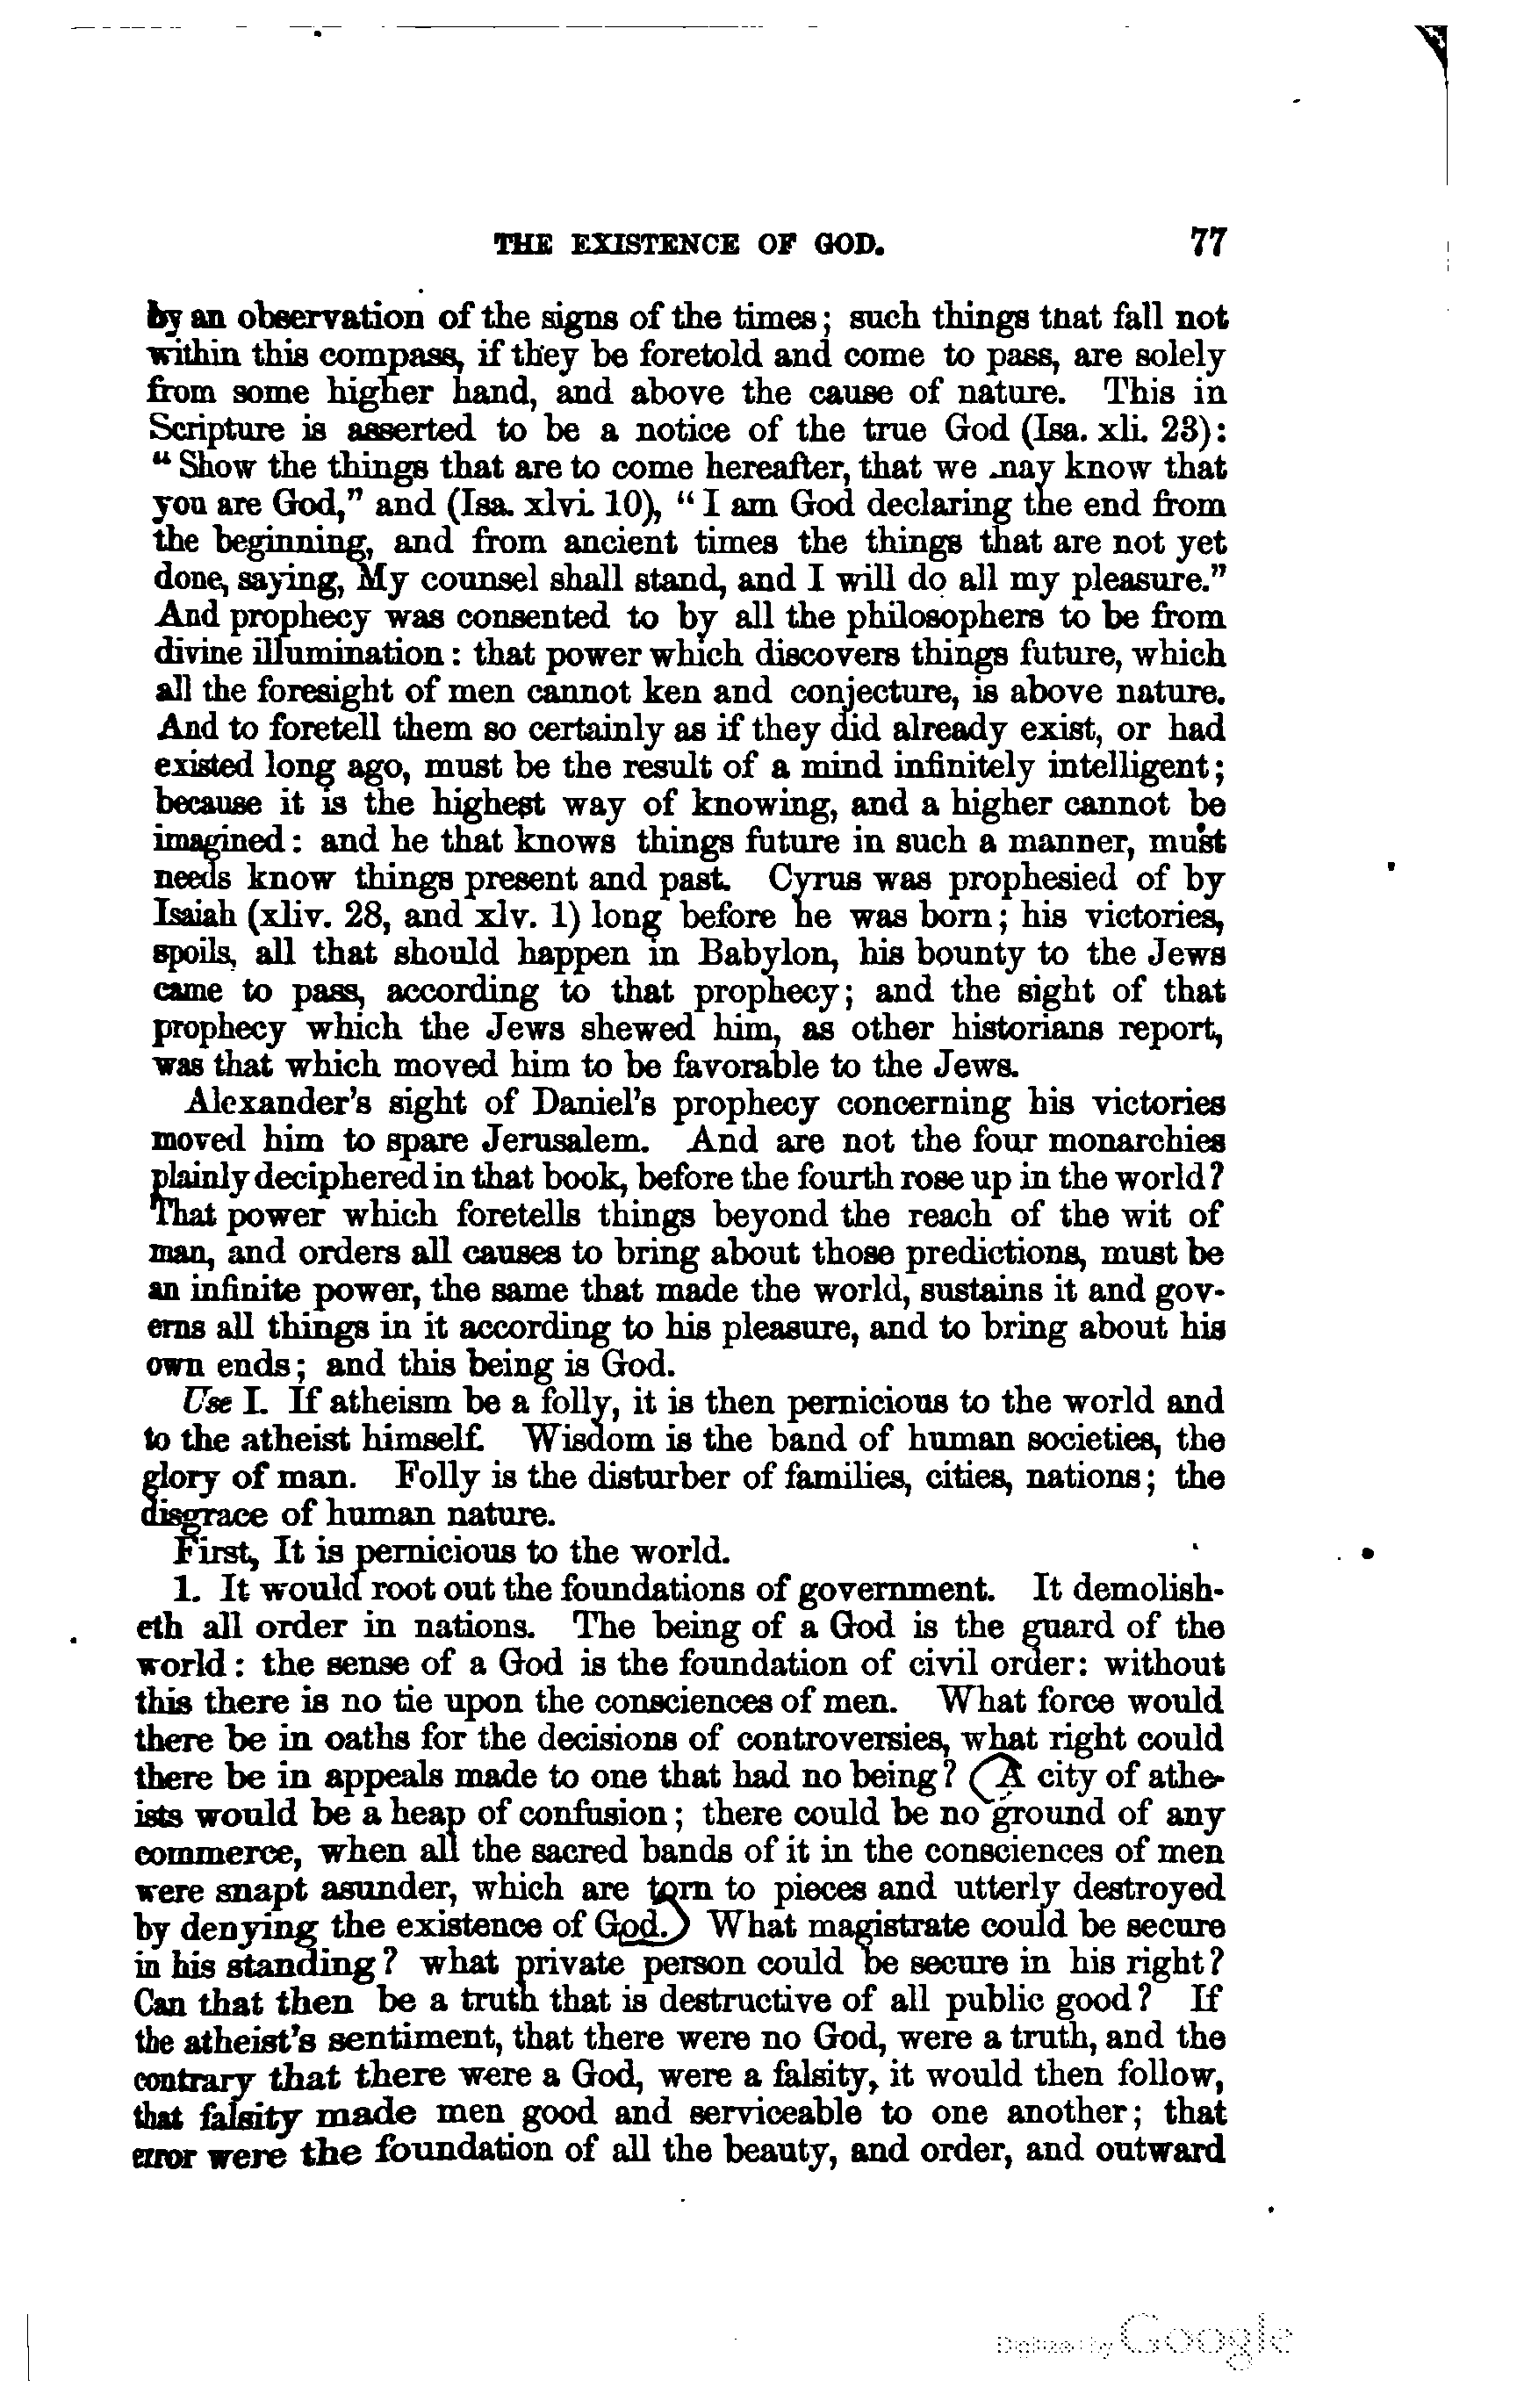 THE EXISTENCE OF GOD. 77
by an observation of the signs of the times; such things that fall not
within this compass, if they be foretold and come to pass, are solely
from some higher hand, and above the cause of nature. This in
Scripture is asserted to be a notice of the true God (Isa. xli. 23):
“Show the things that are to come hereafter, that we may know that
you are God,” and (Isa. xlvi. 10), “I am God declaring the end from
the beginning, and from ancient times the things that are not yet
done, saying, My counsel shall stand, and I will do all my pleasure.”
And prophecy was consented to by all the philosophers to be from
divine illumination: that power which discovers things future, which
all the foresight of men cannot ken and conjecture, is above nature.
And to foretell them so certainly as if they did already exist, or had
existed long ago, must be the result of a mind infinitely intelligent;
because it is the highest way of knowing, and a higher cannot be
imagined: and he that knows things future in such a manner, must
needs know things present and past. Cyrus was prophesied of by
Isaiah (xliv. 28, and xlv. 1) long before he was born; his victories,
spoils, all that should happen in Babylon, his bounty to the Jews
came to pass, according to that prophecy; and the sight of that
prophecy which the Jews shewed him, as other historians report,
was that which moved him to be favorable to the Jews.
Alexander's sight of Daniel's prophecy concerning his victories
moved him to spare Jerusalem. And are not the four monarchies
plainly deciphered in that book, before the fourth rose up in the world?
That power which foretells things beyond the reach of the wit of
man, and orders all causes to bring about those predictions, must be
an infinite power, the same that made the world, sustains it and gov-
erns all things in it according to his pleasure, and to bring about his
own ends; and this being is God.
Use I. If atheism be a folly, it is then pernicious to the world and
to the atheist himself. Wisdom is the band of human societies, the
glory of man. Folly is the disturber of families, cities, nations; the
disgrace of human nature.
First, It is pernicious to the world.
1. It would root out the foundations of government. It demolish-
eth all order in nations. The being of a God is the guard of the
world: the sense of a God is the foundation of civil order: without
this there is no tie upon the consciences of men. What force would
there be in oaths for the decisions of controversies, what right could
there be in appeals made to one that had no being? (A city of athe-
ists would be a heap of confusion; there could be no ground of any
commerce, when all the sacred bands of it in the consciences of men
were snapt asunder, which are torn to pieces and utterly destroyed
by denying the existence of God.) What magistrate could be secure
in his standing? what private person could be secure in his right?
Can that then be a truth that is destructive of all public good? If
the atheist's sentiment, that there were no God, were a truth, and the
contrary that there were a God, were a falsity, it would then follow,
that falsity made men good and serviceable to one another; that
error were the foundation of all the beauty, and order, and outward
Digitized by Google